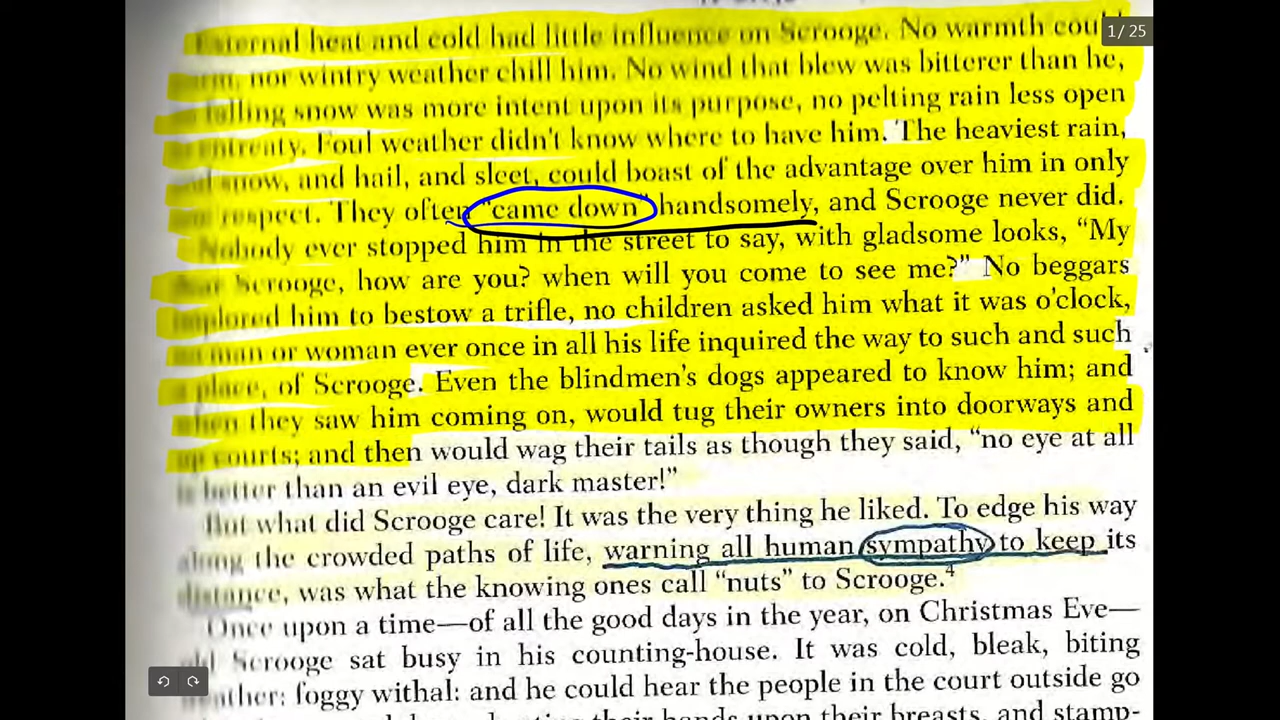 1/ 25
External heat and cold had little influence on Scrooge. No warmth could
warm, nor wintry weather chill him. No wind that blew was bitterer than he,
no falling snow was more intent upon its purpose, no pelting rain less open
to entreaty. Foul weather didn't know where to have him. The heaviest rain,
and snow, and hail, and sleet, could boast of the advantage over him in only
one respect. They often "came down" handsomely, and Scrooge never did.
Nobody ever stopped him in the street to say, with gladsome looks, “My
dear Scrooge, how are you? when will you come to see me?” No beggars
implored him to bestow a trifle, no children asked him what it was o'clock,
no man or woman ever once in all his life inquired the way to such and such
a place, of Scrooge. Even the blindmen's dogs appeared to know him; and
when they saw him coming on, would tug their owners into doorways and
up courts; and then would wag their tails as though they said, “no eye at all
is better than an evil eye, dark master!”
But what did Scrooge care! It was the very thing he liked. To edge his way
along the crowded paths of life, warning all human sympathy to keep its
distance, was what the knowing ones call “nuts” to Scrooge.4
Once upon a time—of all the good days in the year, on Christmas Eve—
old Scrooge sat busy in his counting-house. It was cold, bleak, biting
weather: foggy withal: and he could hear the people in the court outside go
their hands upon their breasts, and stamp-